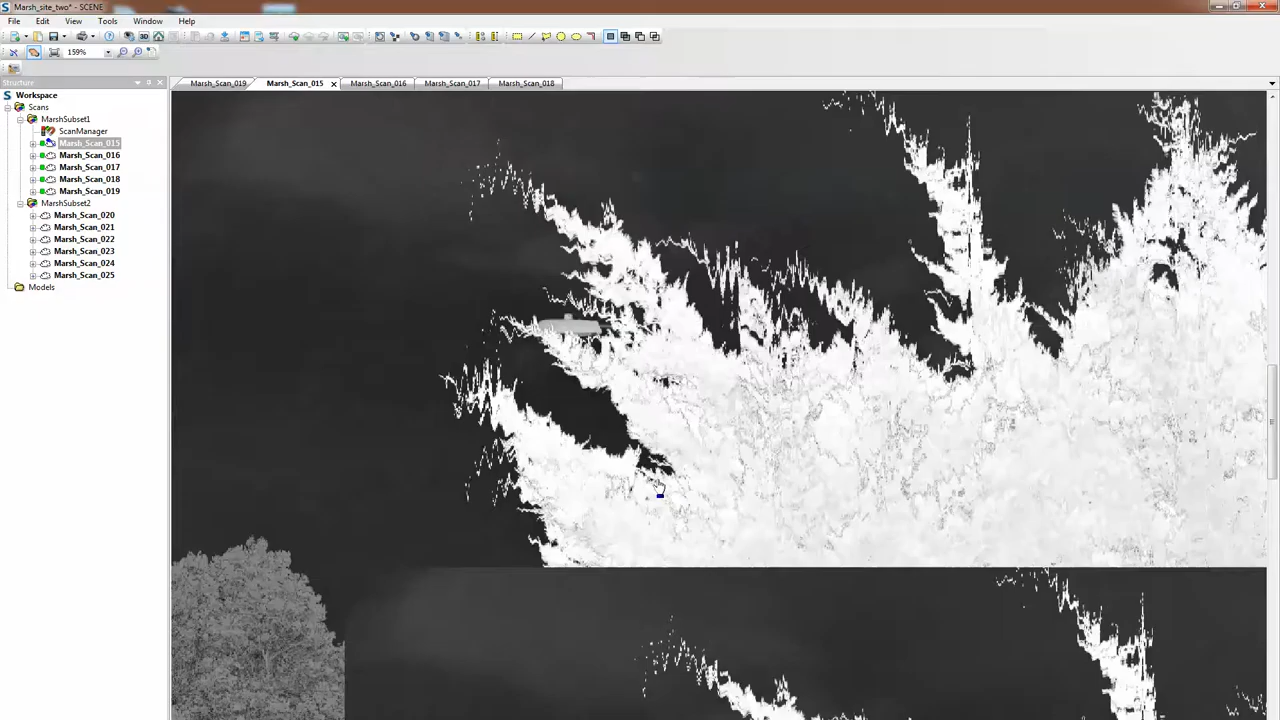 Marsh_site_two* - SCENE
File Edit View Tools Window Help
159%
Structure
Marsh_Scan_019 Marsh_Scan_015 Marsh_Scan_016 Marsh_Scan_017 Marsh_Scan_018
Workspace
Scans
MarshSubset1
ScanManager
Marsh_Scan_015
Marsh_Scan_016
Marsh_Scan_017
Marsh_Scan_018
Marsh_Scan_019
MarshSubset2
Marsh_Scan_020
Marsh_Scan_021
Marsh_Scan_022
Marsh_Scan_023
Marsh_Scan_024
Marsh_Scan_025
Models